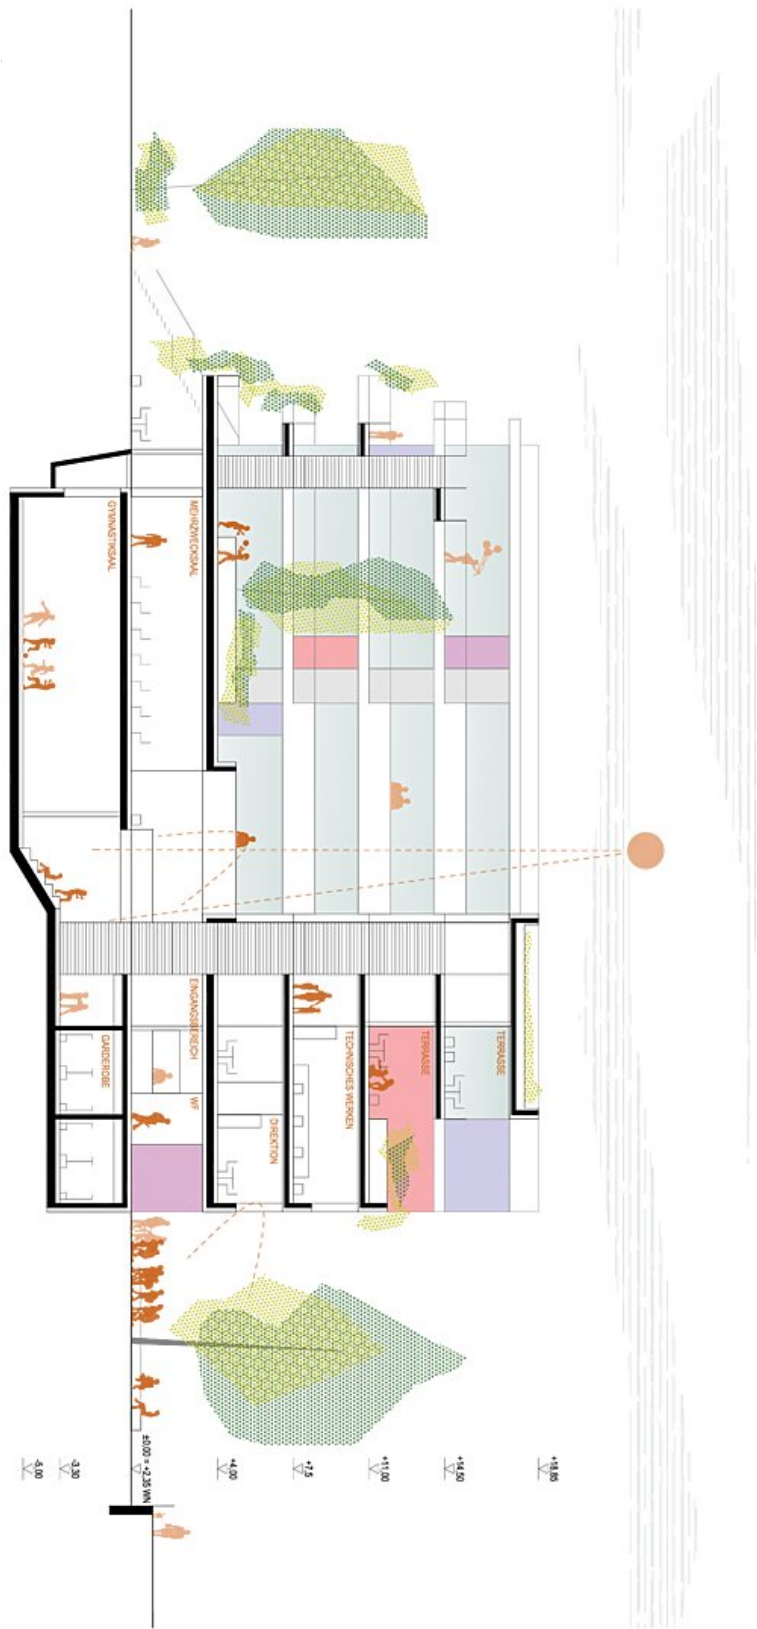 TERRASSE
TERRASSE
TECHNISCHES WERKEN
DIREKTION
MEHRZWECKSAAL
EINGANGSBEREICH
WF
GYMNASTIKSAAL
GARDEROBE
+18,85
+14,50
+11,00
+7,5
+4,00
±0,00 = +2,35 WN
-3,30
-5,00